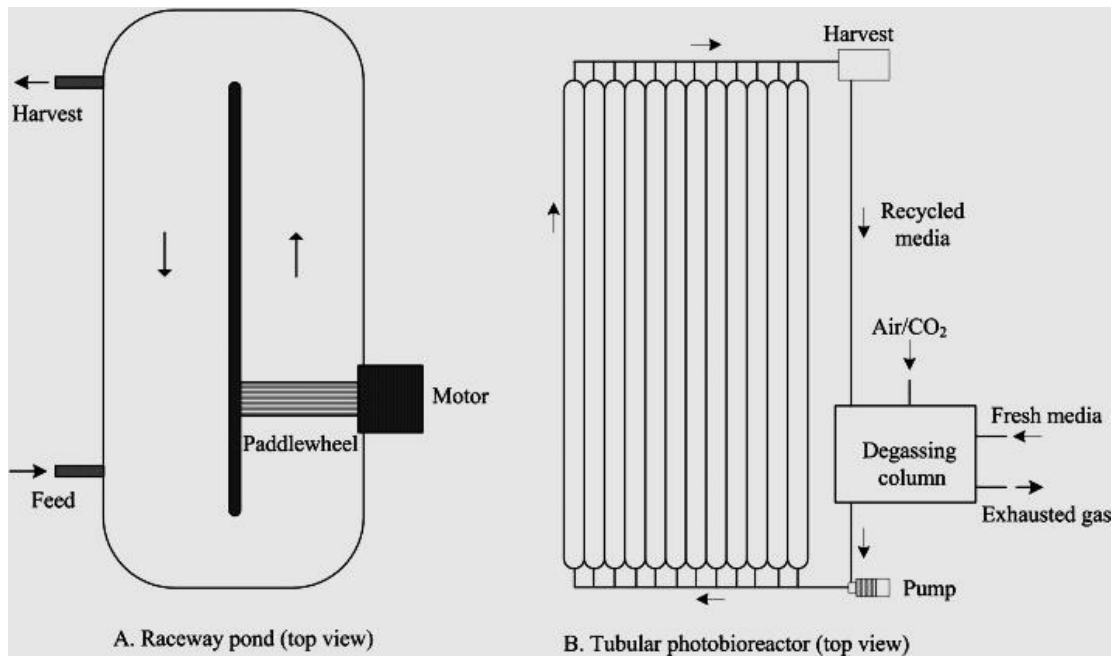 Harvest
Motor
Paddlewheel
Feed
A. Raceway pond (top view)
Harvest
Recycled
media
Air/CO₂
Fresh media
Degassing
column
Exhausted gas
Pump
B. Tubular photobioreactor (top view)